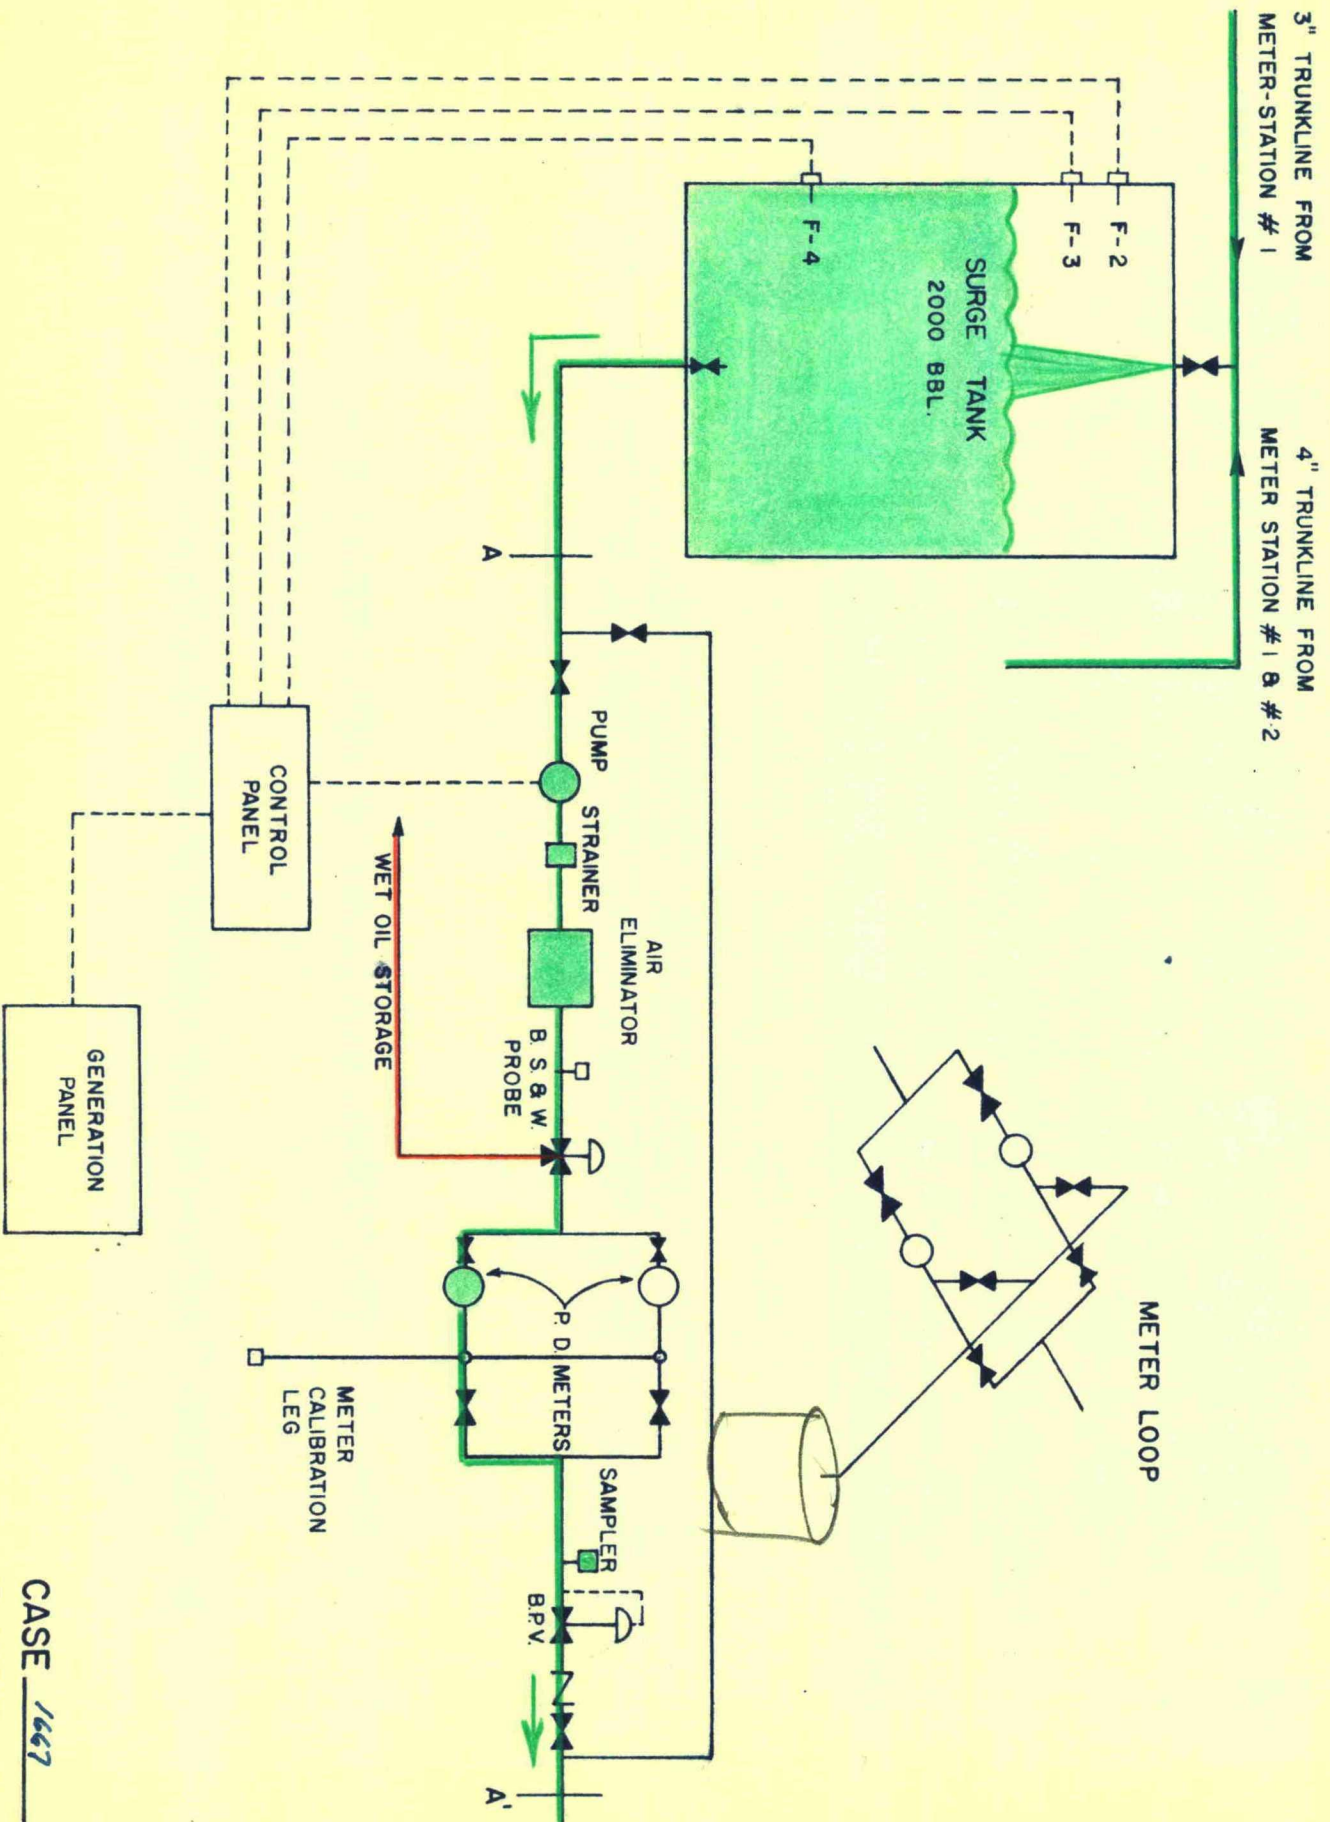 3" TRUNKLINE FROM
METER-STATION #1
4" TRUNKLINE FROM
METER STATION #1 & #2
F-2
F-3
F-4
SURGE TANK
2000 BBL.
METER LOOP
A
PUMP
STRAINER
AIR
ELIMINATOR
B. S. & W.
PROBE
WET OIL STORAGE
P. D. METERS
SAMPLER
B.P.V.
A'
METER
CALIBRATION
LEG
CONTROL
PANEL
GENERATION
PANEL
CASE 1667